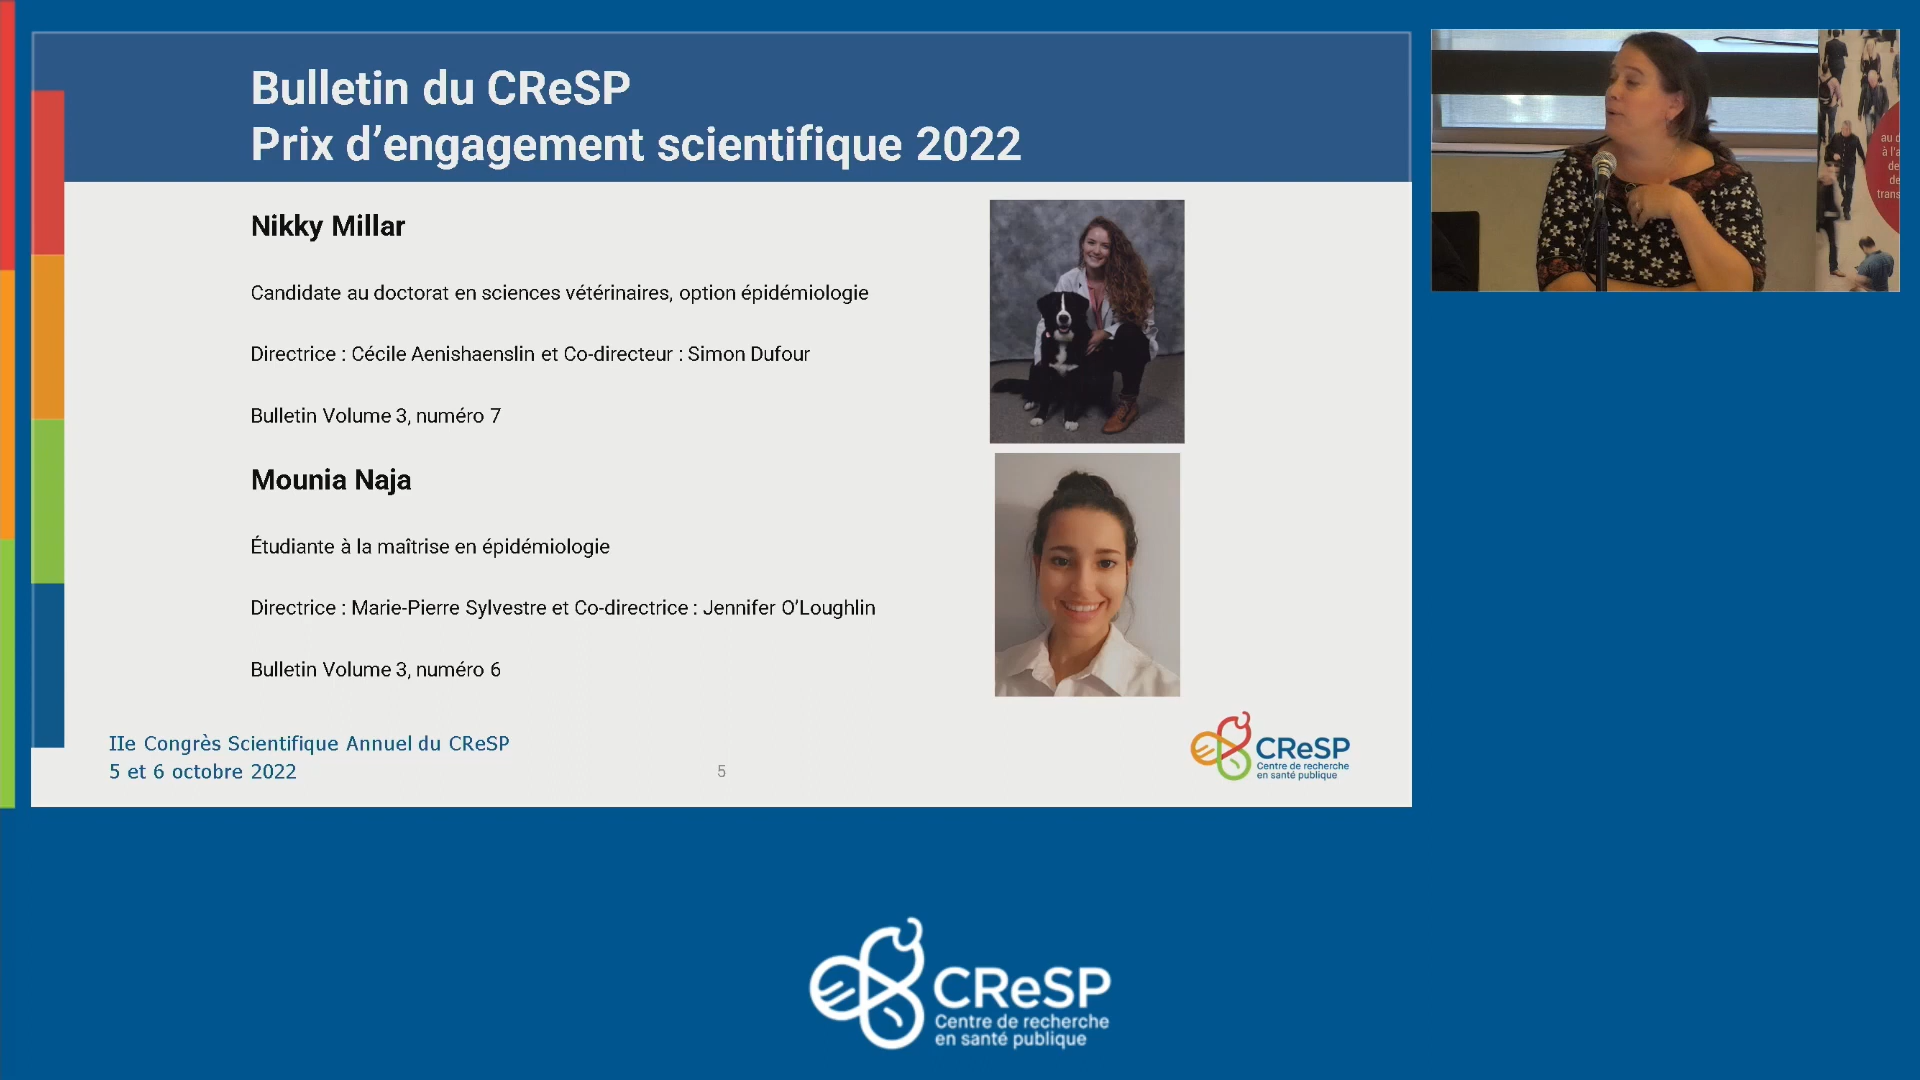 Bulletin du CReSP
Prix d’engagement scientifique 2022
Nikky Millar
Candidate au doctorat en sciences vétérinaires, option épidémiologie
Directrice : Cécile Aenishaenslin et Co-directeur : Simon Dufour
Bulletin Volume 3, numéro 7
Mounia Naja
Étudiante à la maîtrise en épidémiologie
Directrice : Marie-Pierre Sylvestre et Co-directrice : Jennifer O’Loughlin
Bulletin Volume 3, numéro 6
IIe Congrès Scientifique Annuel du CReSP
5 et 6 octobre 2022
5
CReSP
Centre de recherche
en santé publique
au d
à l'a
de
de
trans
CReSP
Centre de recherche
en santé publique